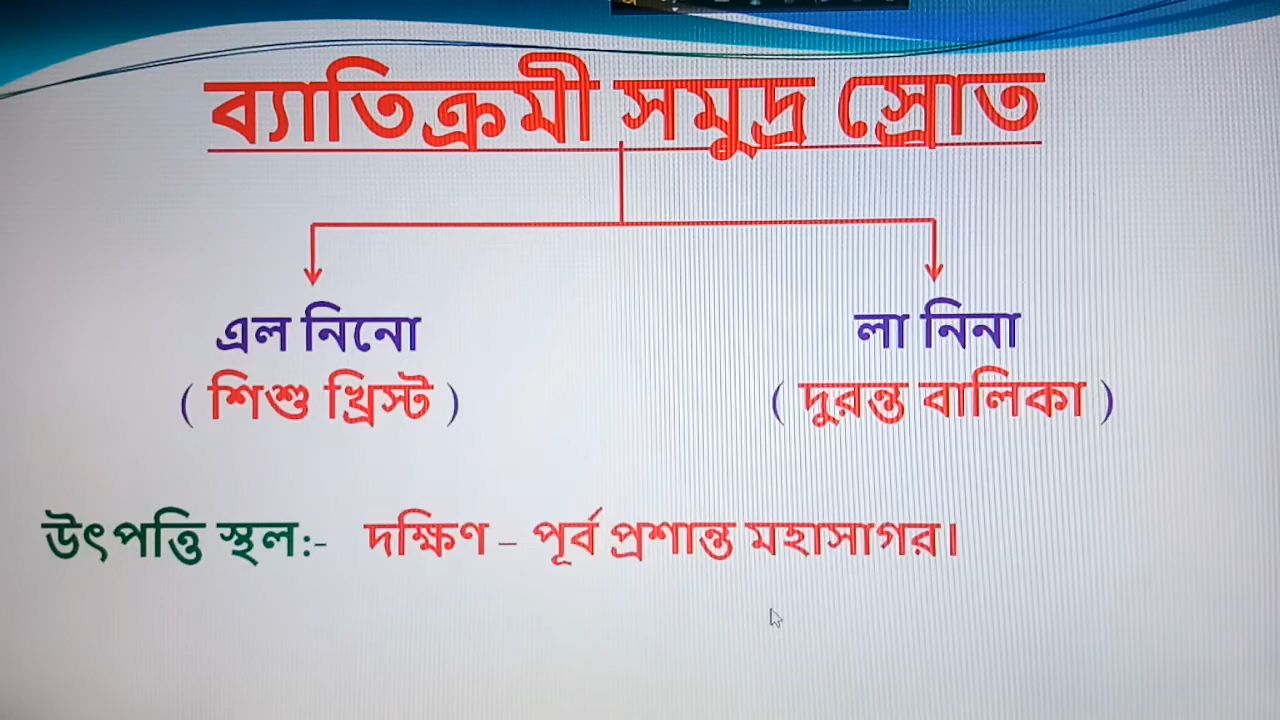 ব্যাতিক্রমী সমুদ্র স্রোত
এল নিনো
( শিশু খ্রিস্ট )
লা নিনা
( দুরন্ত বালিকা )
উৎপত্তি স্থল:- দক্ষিণ – পূর্ব প্রশান্ত মহাসাগর।